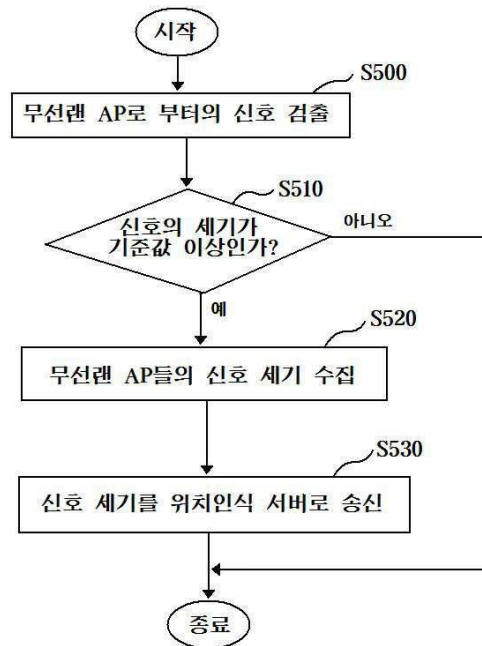 시작
S500
무선랜 AP로 부터의 신호 검출
S510
신호의 세기가
기준값 이상인가?
아니오
예
S520
무선랜 AP들의 신호 세기 수집
S530
신호 세기를 위치인식 서버로 송신
종료